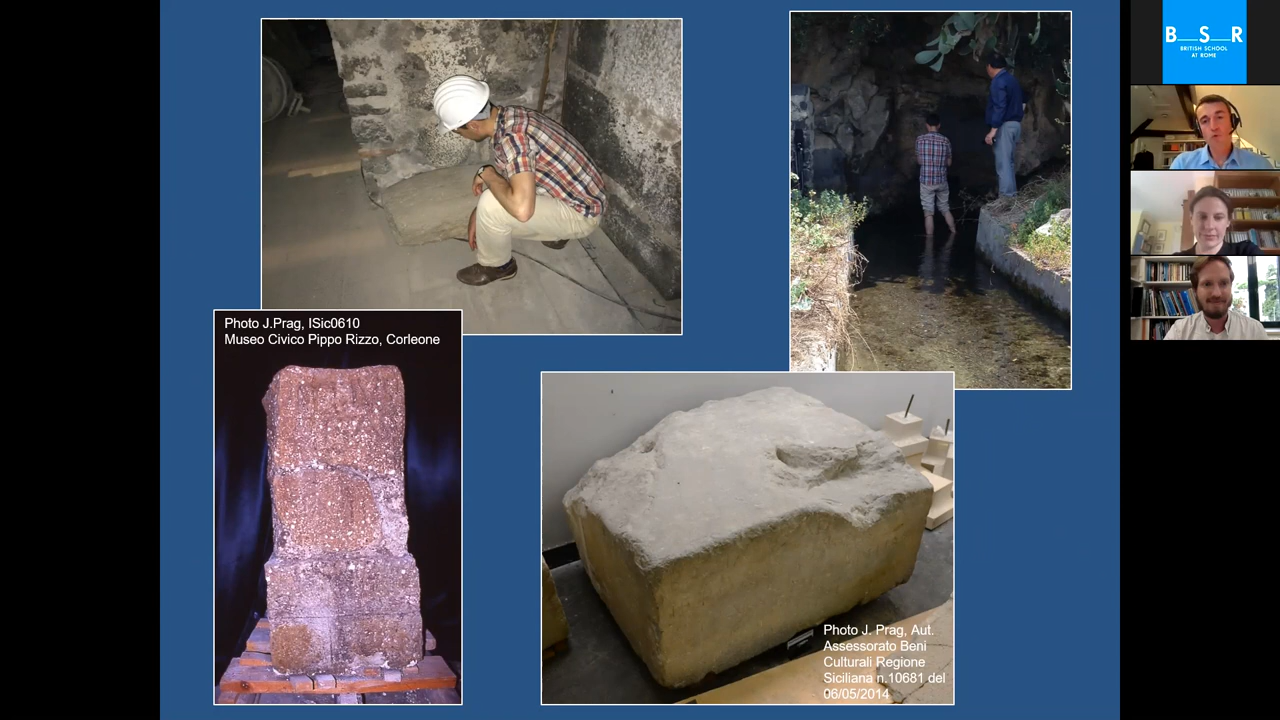 Photo J.Prag, ISic0610
Museo Civico Pippo Rizzo, Corleone
Photo J. Prag, Aut.
Assessorato Beni
Culturali Regione
Siciliana n.10681 del
06/05/2014
B__S__R
BRITISH SCHOOL
AT ROME